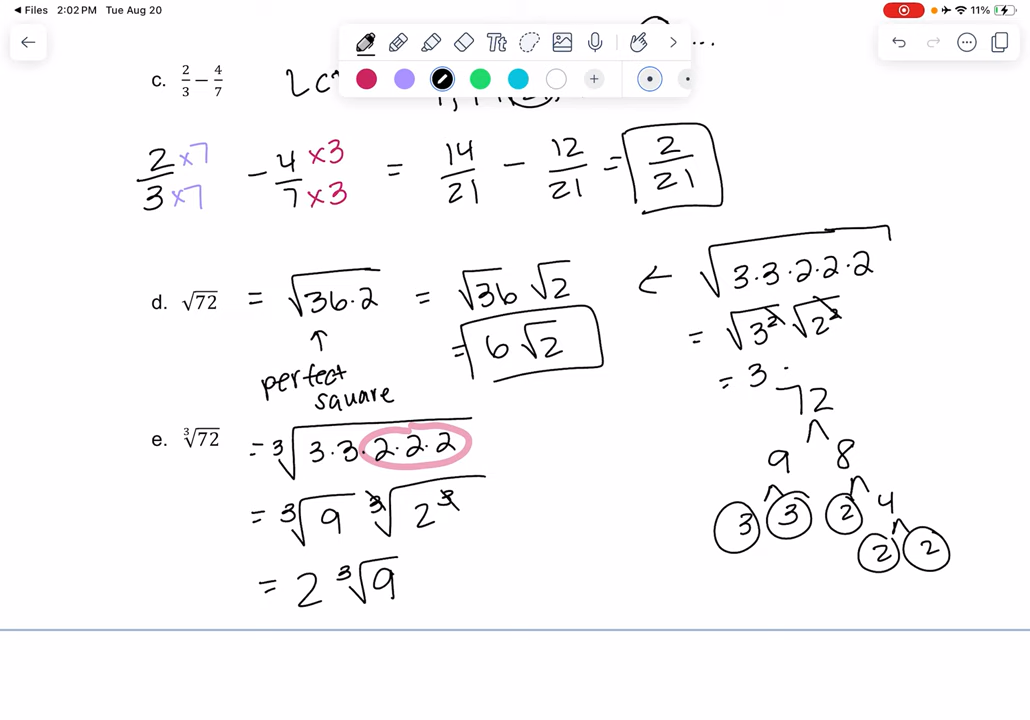 Files 2:02 PM Tue Aug 20 11%
Tt
c. 2/3 − 4/7 LC
2/3 ×7/×7 − 4/7 ×3/×3 = 14/21 − 12/21 = 2/21
d. √72 = √36·2 = √36 √2 ← √3·3·2·2·2
= 6√2 = √3² √2²
perfect square = 3 ·
72
9 8
3 3 2 4
2 2
e. ∛72 = ∛3·3·2·2·2
= ∛9 ∛2³
= 2 ∛9